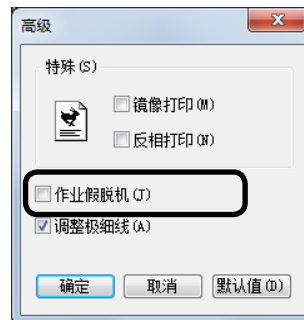 高级
特殊(S)
镜像打印(M)
反相打印(N)
作业假脱机(J)
调整极细线(A)
确定 取消 默认值(D)